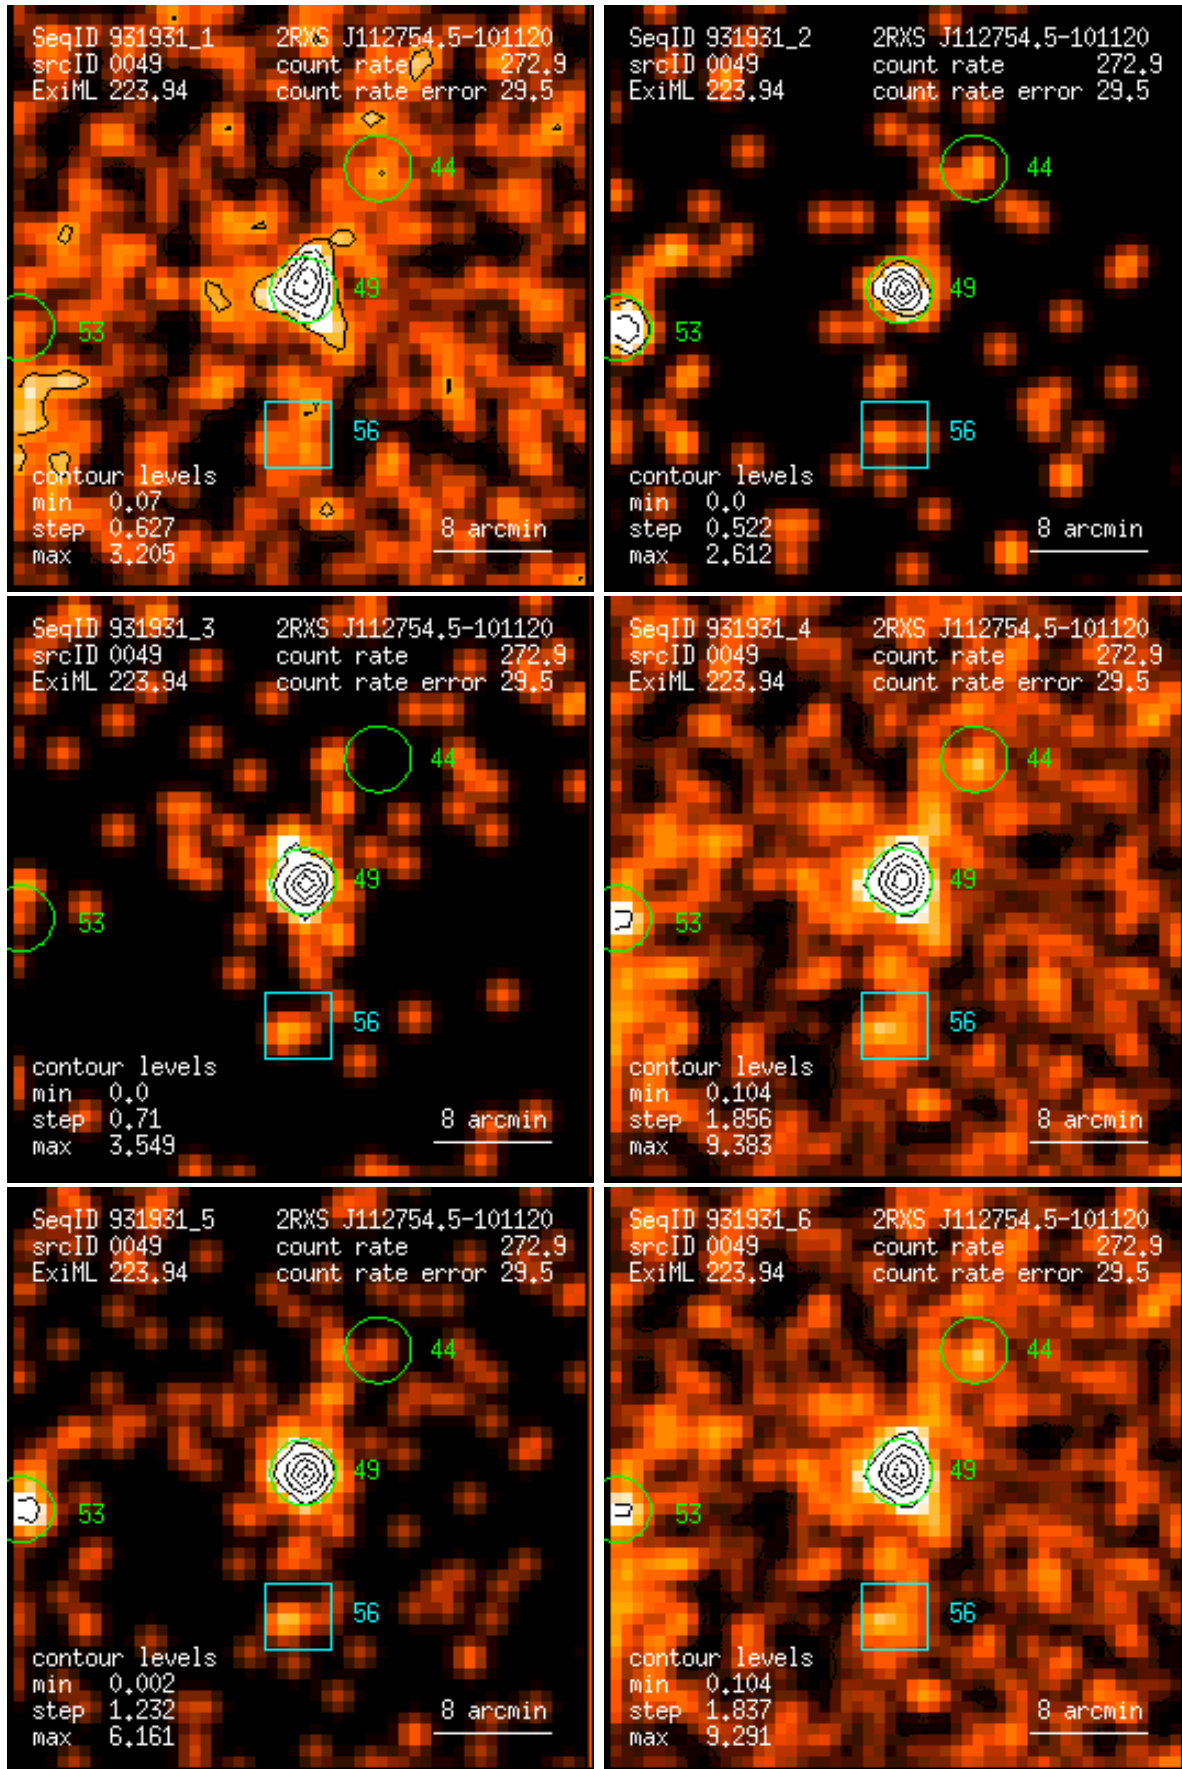 SeqID 931931_1 2RXS J112754.5-101120
srcID 0049 count rate 272.9
ExiML 223.94 count rate error 29.5
44
49
53
56
contour levels
min 0.07
step 0.627 8 arcmin
max 3.205
SeqID 931931_2 2RXS J112754.5-101120
srcID 0049 count rate 272.9
ExiML 223.94 count rate error 29.5
44
49
53
56
contour levels
min 0.0
step 0.522 8 arcmin
max 2.612
SeqID 931931_3 2RXS J112754.5-101120
srcID 0049 count rate 272.9
ExiML 223.94 count rate error 29.5
44
49
53
56
contour levels
min 0.0
step 0.71 8 arcmin
max 3.549
SeqID 931931_4 2RXS J112754.5-101120
srcID 0049 count rate 272.9
ExiML 223.94 count rate error 29.5
44
49
53
56
contour levels
min 0.104
step 1.856 8 arcmin
max 9.383
SeqID 931931_5 2RXS J112754.5-101120
srcID 0049 count rate 272.9
ExiML 223.94 count rate error 29.5
44
49
53
56
contour levels
min 0.002
step 1.232 8 arcmin
max 6.161
SeqID 931931_6 2RXS J112754.5-101120
srcID 0049 count rate 272.9
ExiML 223.94 count rate error 29.5
44
49
53
56
contour levels
min 0.104
step 1.837 8 arcmin
max 9.291